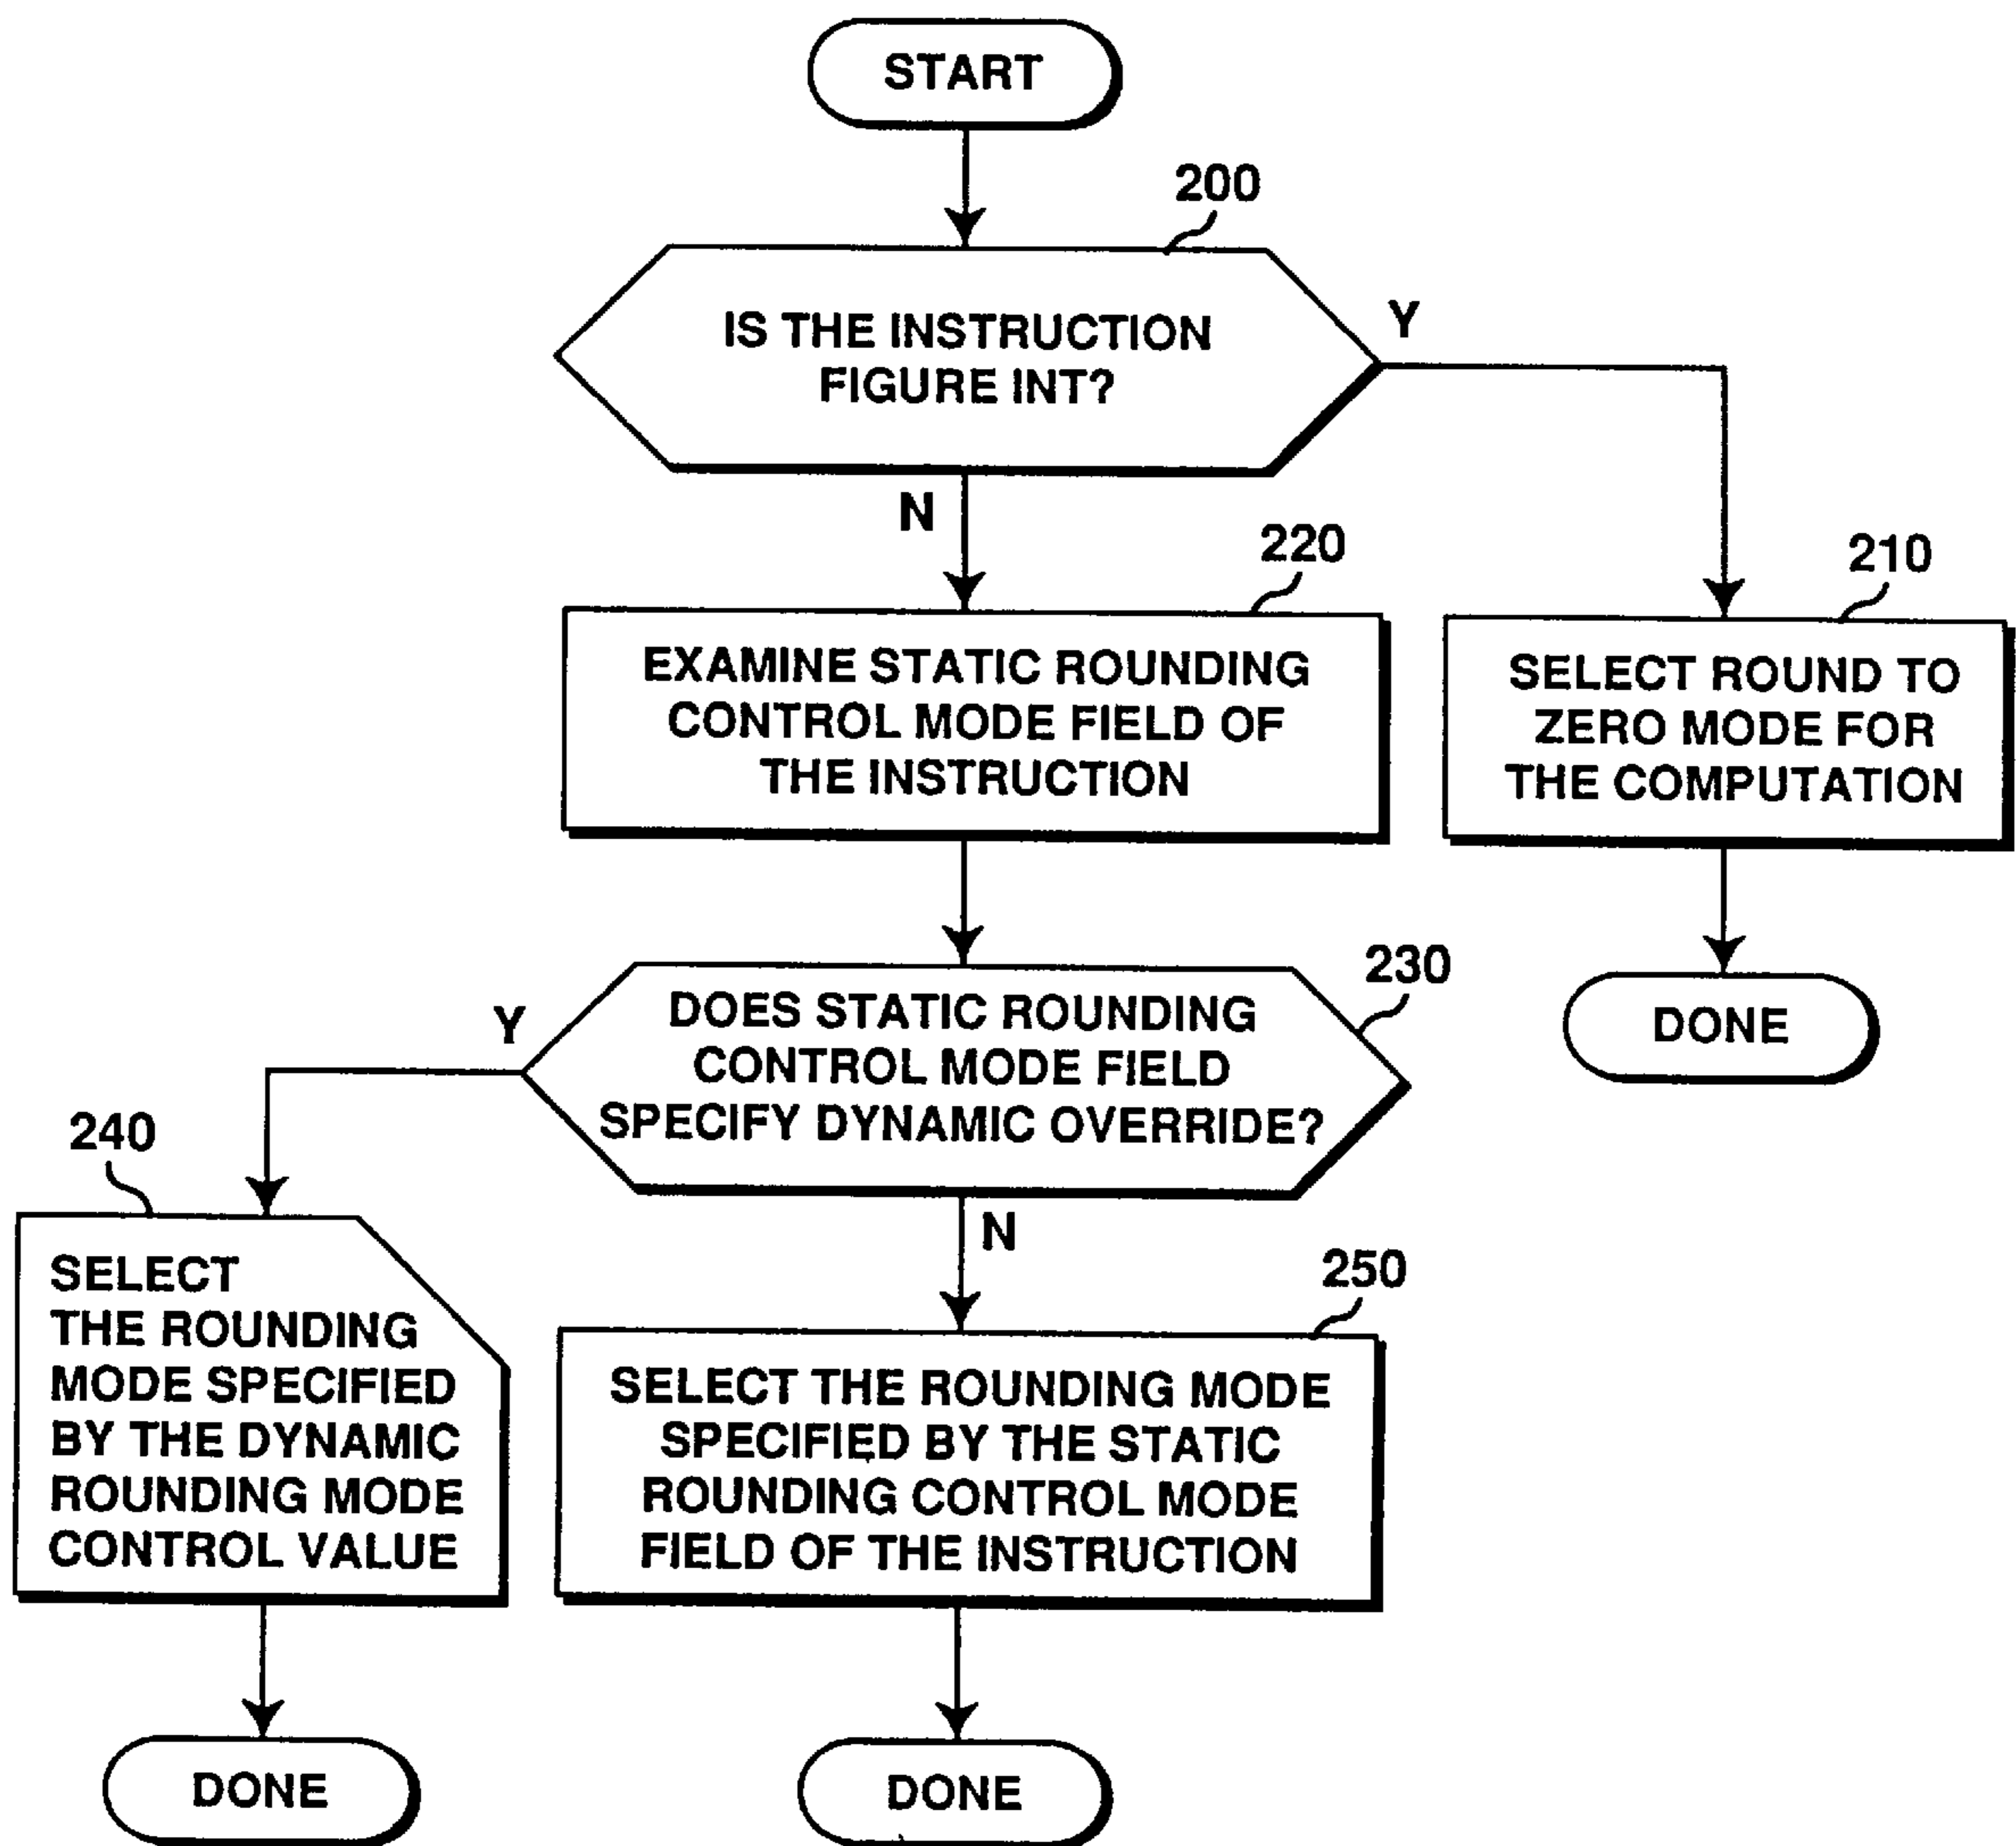 START
200
IS THE INSTRUCTION
FIGURE INT?
Y
N
220
210
EXAMINE STATIC ROUNDING
CONTROL MODE FIELD OF
THE INSTRUCTION
SELECT ROUND TO
ZERO MODE FOR
THE COMPUTATION
230
DOES STATIC ROUNDING
CONTROL MODE FIELD
SPECIFY DYNAMIC OVERRIDE?
Y
DONE
240
N
SELECT
THE ROUNDING
MODE SPECIFIED
BY THE DYNAMIC
ROUNDING MODE
CONTROL VALUE
250
SELECT THE ROUNDING MODE
SPECIFIED BY THE STATIC
ROUNDING CONTROL MODE
FIELD OF THE INSTRUCTION
DONE
DONE